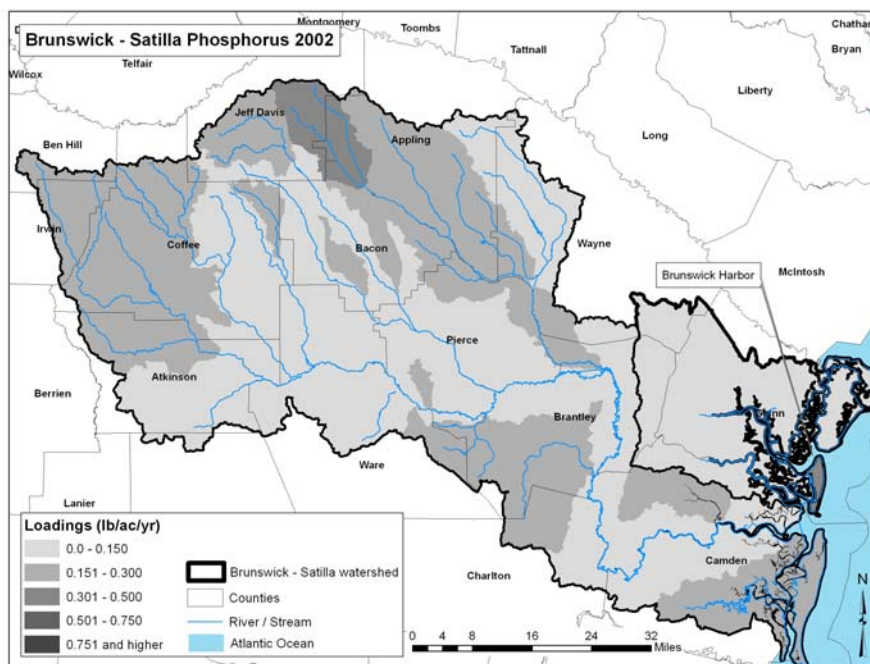 Brunswick - Satilla Phosphorus 2002
Montgomery
Toombs
Chatham
Bryan
Tattnall
Telfair
Wilcox
Liberty
Jeff Davis
Long
Appling
Ben Hill
Irwin
Coffee
Bacon
Wayne
McIntosh
Brunswick Harbor
Pierce
Atkinson
Berrien
Brantley
Ware
Lanier
Charlton
Camden
Loadings (lb/ac/yr)
0.0 - 0.150
0.151 - 0.300
0.301 - 0.500
0.501 - 0.750
0.751 and higher
Brunswick - Satilla watershed
Counties
River / Stream
Atlantic Ocean
0 4 8 16 24 32
Miles
N